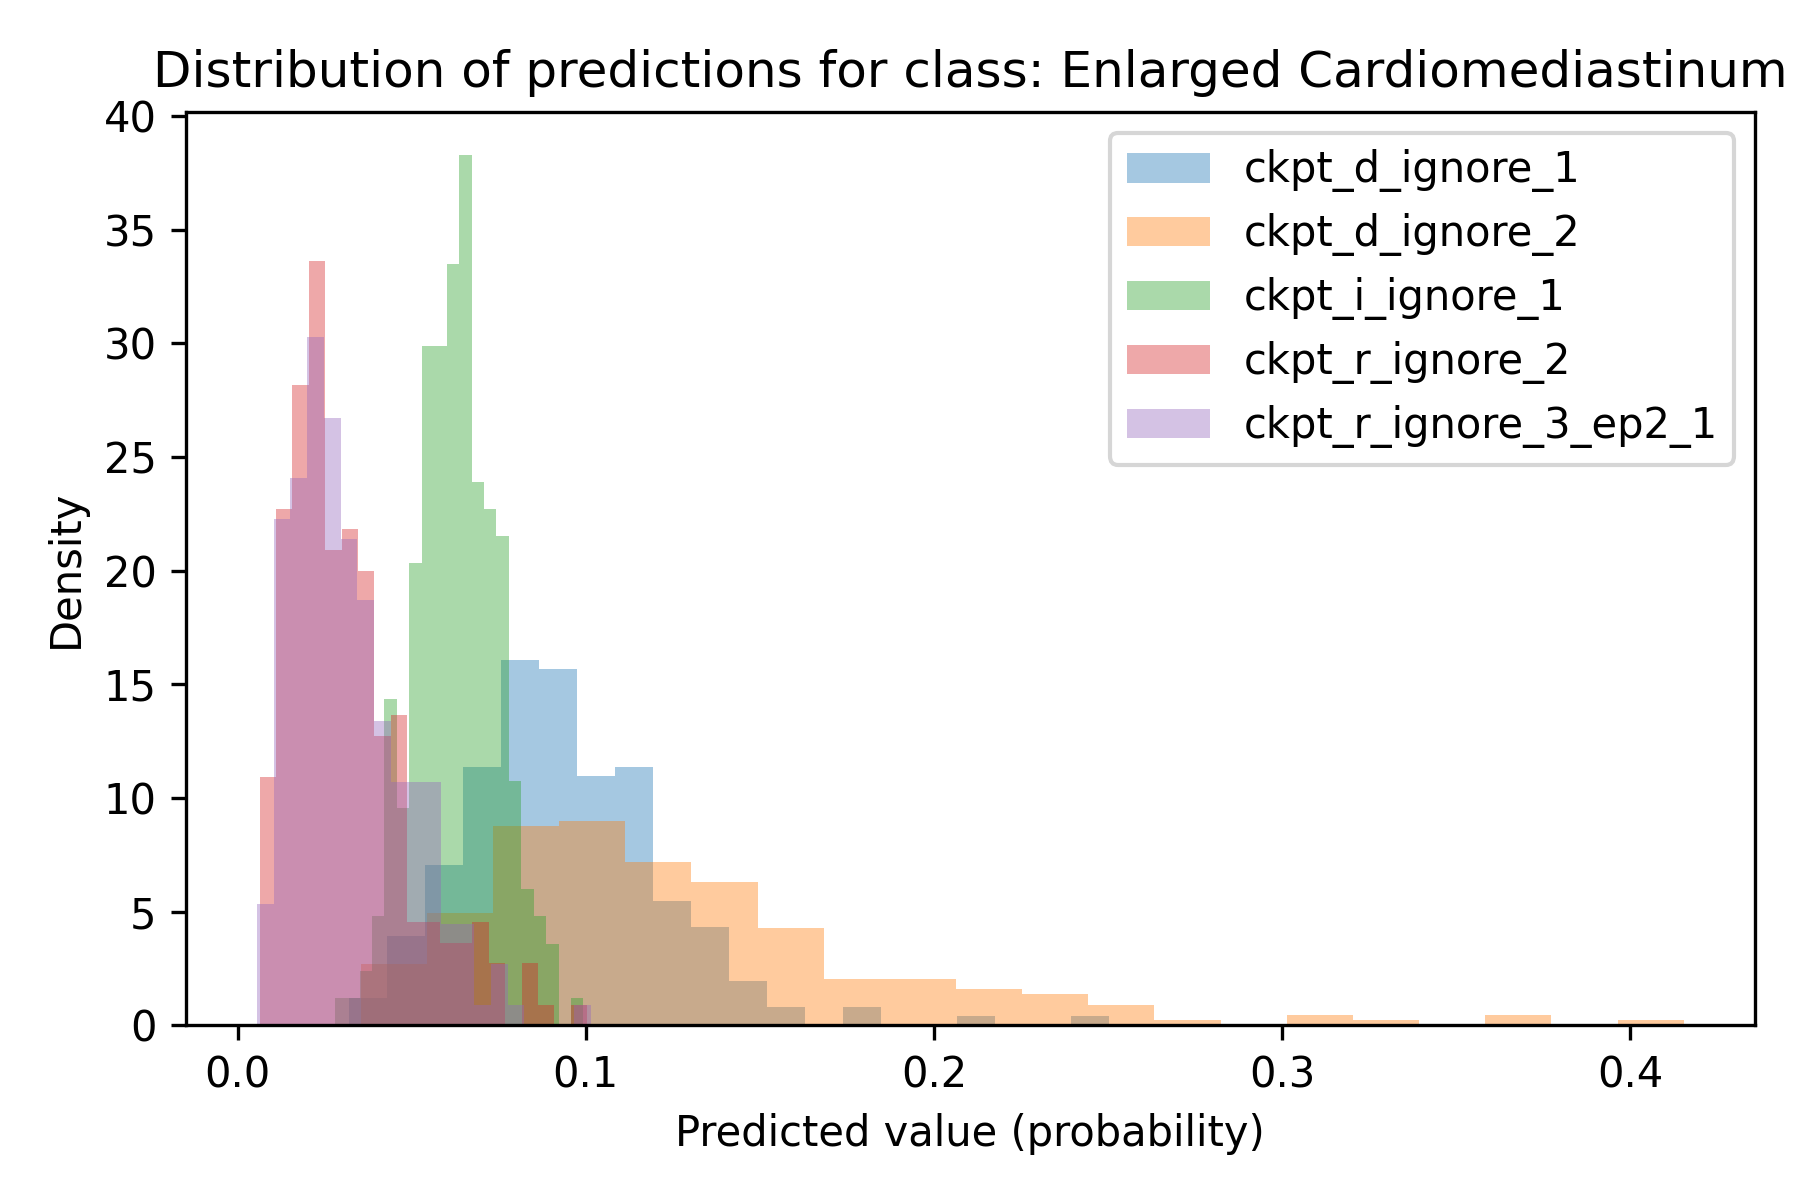 Distribution of predictions for class: Enlarged Cardiomediastinum
40
35
30
25
20
15
10
5
0
Density
ckpt_d_ignore_1
ckpt_d_ignore_2
ckpt_i_ignore_1
ckpt_r_ignore_2
ckpt_r_ignore_3_ep2_1
0.0 0.1 0.2 0.3 0.4
Predicted value (probability)